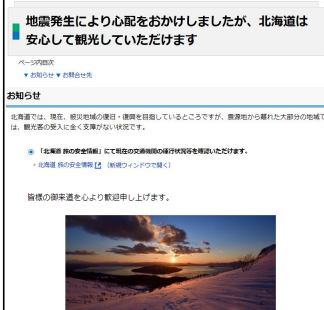 地震発生により心配をおかけしましたが、北海道は
安心して観光していただけます
ページ内目次
▼ お知らせ ▼ お問合せ先
お知らせ
北海道では、現在、被災地域の復旧・復興を目指しているところですが、震源地から離れた大部分の地域で
は、観光客の受入に全く支障がない状況です。
「北海道 旅の安全情報」にて現在の交通機関の運行状況等を確認いただけます。
・北海道 旅の安全情報 （新規ウィンドウで開く）
皆様の御来道を心より歓迎申し上げます。